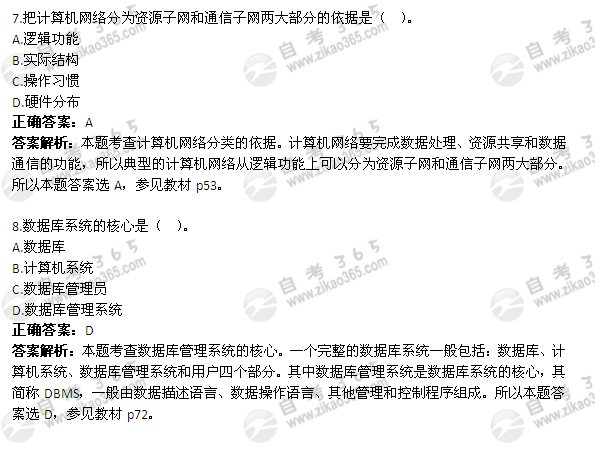 7.把计算机网络分为资源子网和通信子网两大部分的依据是（　）。
A.逻辑功能
B.实际结构
C.操作习惯
D.硬件分布
正确答案：A
答案解析：本题考查计算机网络分类的依据。计算机网络要完成数据处理、资源共享和数据
通信的功能，所以典型的计算机网络从逻辑功能上可以分为资源子网和通信子网两大部分。
所以本题答案选 A，参见教材 p53。
8.数据库系统的核心是（　）。
A.数据库
B.计算机系统
C.数据库管理员
D.数据库管理系统
正确答案：D
答案解析：本题考查数据库管理系统的核心。一个完整的数据库系统一般包括：数据库、计
算机系统、数据库管理系统和用户四个部分。其中数据库管理系统是数据库系统的核心，其
简称 DBMS，一般由数据描述语言、数据操作语言、其他管理和控制程序组成。所以本题答
案选 D，参见教材 p72。
自考365
www.zikao365.com